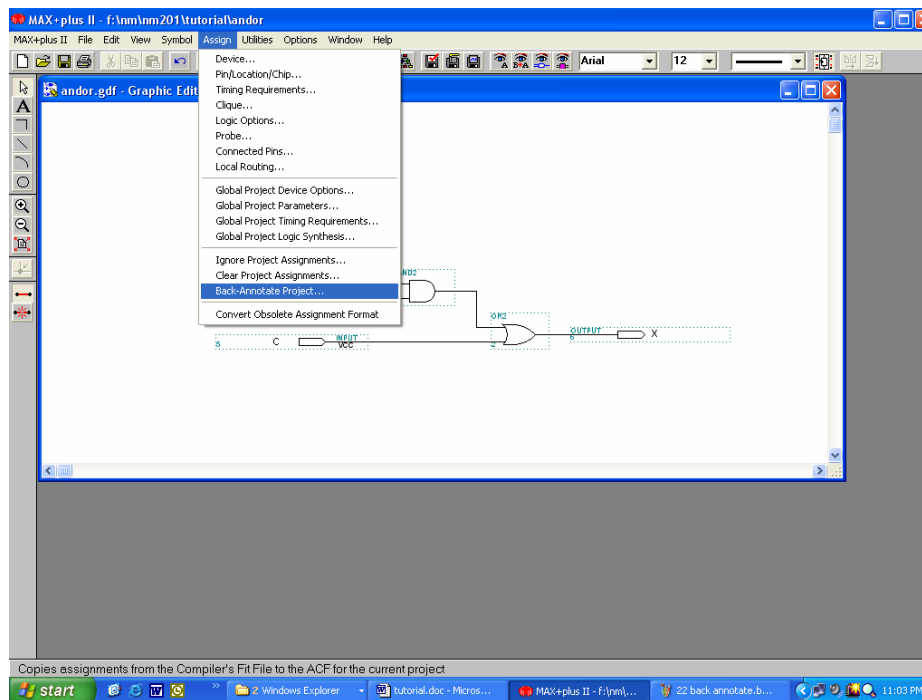 MAX+plus II - f:\nm\nm201\tutorial\andor
MAX+plus II File Edit View Symbol Assign Utilities Options Window Help
Arial 12
andor.gdf - Graphic Edit
Device...
Pin/Location/Chip...
Timing Requirements...
Clique...
Logic Options...
Probe...
Connected Pins...
Local Routing...
Global Project Device Options...
Global Project Parameters...
Global Project Timing Requirements...
Global Project Logic Synthesis...
Ignore Project Assignments...
Clear Project Assignments...
Back-Annotate Project...
Convert Obsolete Assignment Format
OR2
OUTPUT X
C INPUT
VCC
Copies assignments from the Compiler's Fit File to the ACF for the current project
start 2 Windows Explorer tutorial.doc - Micros... MAX+plus II - f:\nm\... 22 back annotate.b... 11:03 PM